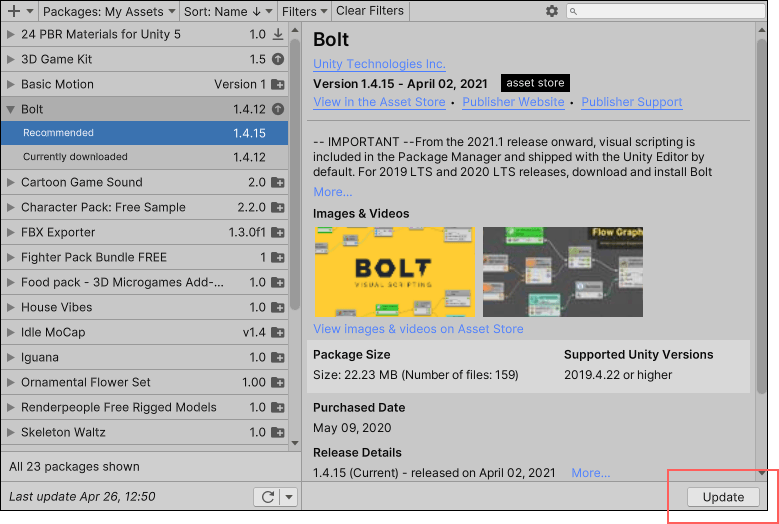 Packages: My Assets Sort: Name ↓ Filters Clear Filters
24 PBR Materials for Unity 5 1.0
3D Game Kit 1.5
Basic Motion Version 1
Bolt 1.4.12
Recommended 1.4.15
Currently downloaded 1.4.12
Cartoon Game Sound 2.0
Character Pack: Free Sample 2.2.0
FBX Exporter 1.3.0f1
Fighter Pack Bundle FREE 1
Food pack - 3D Microgames Add-... 1.0
House Vibes 1.0
Idle MoCap v1.4
Iguana 1.0
Ornamental Flower Set 1.00
Renderpeople Free Rigged Models 1.0
Skeleton Waltz 1.0
All 23 packages shown
Last update Apr 26, 12:50
Bolt
Unity Technologies Inc.
Version 1.4.15 - April 02, 2021 asset store
View in the Asset Store • Publisher Website • Publisher Support
-- IMPORTANT --From the 2021.1 release onward, visual scripting is
included in the Package Manager and shipped with the Unity Editor by
default. For 2019 LTS and 2020 LTS releases, download and install Bolt
More...
Images & Videos
BOLT
VISUAL SCRIPTING
Flow Graph
View images & videos on Asset Store
Package Size Supported Unity Versions
Size: 22.23 MB (Number of files: 159) 2019.4.22 or higher
Purchased Date
May 09, 2020
Release Details
1.4.15 (Current) - released on April 02, 2021 More...
Update